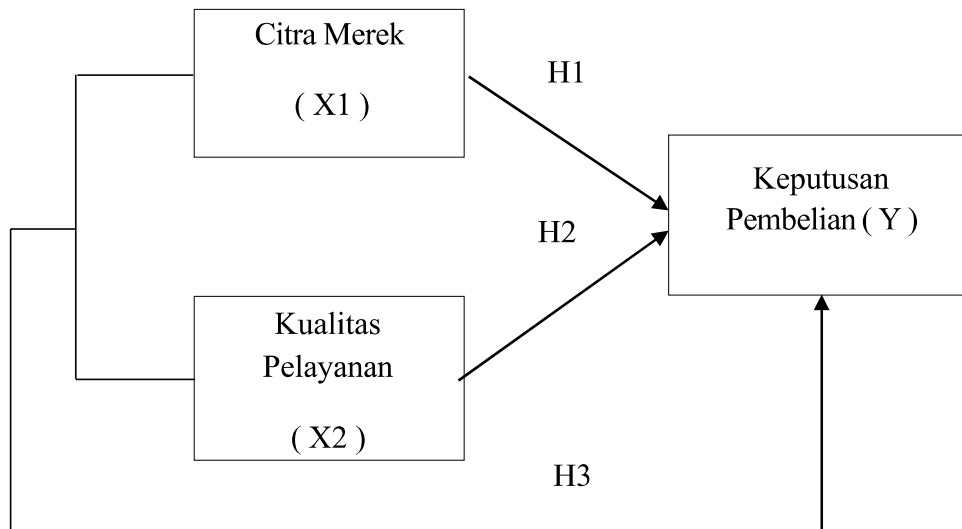 Citra Merek
( X1 )
H1
Keputusan
Pembelian ( Y )
H2
Kualitas
Pelayanan
( X2 )
H3